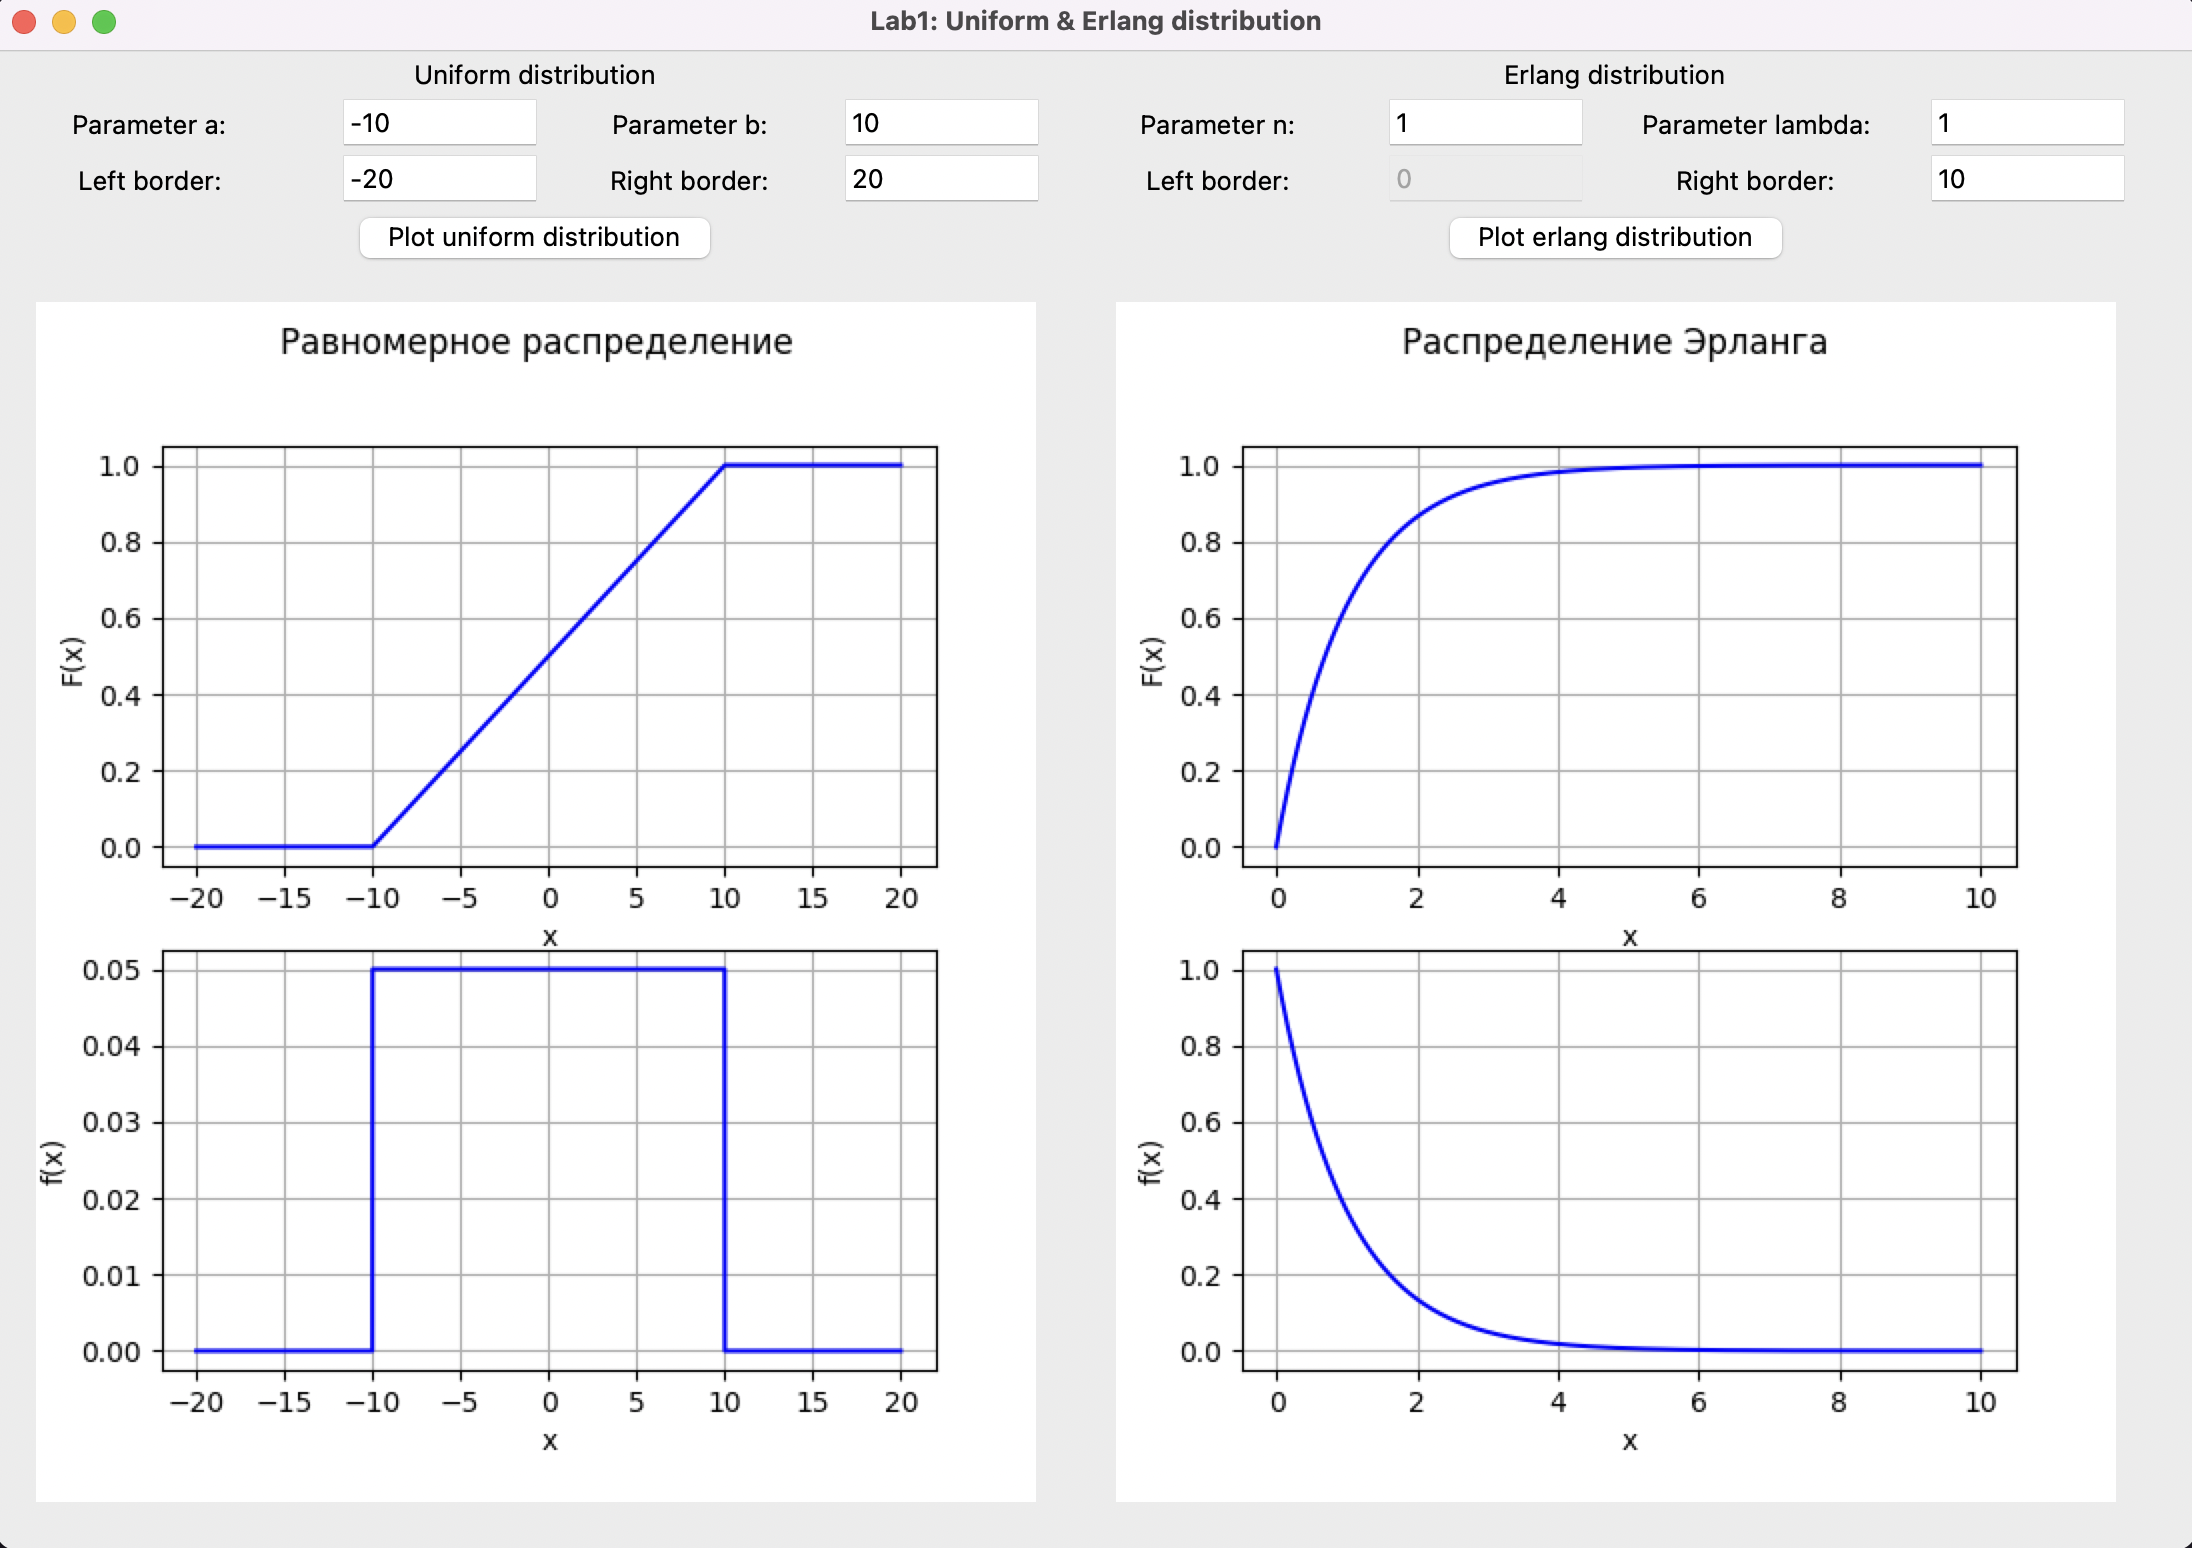 Lab1: Uniform & Erlang distribution
Uniform distribution
Parameter a: -10 Parameter b: 10
Left border: -20 Right border: 20
Plot uniform distribution
Равномерное распределение
1.0
0.8
0.6
0.4
0.2
0.0
F(x)
−20 −15 −10 −5 0 5 10 15 20
x
0.05
0.04
0.03
0.02
0.01
0.00
f(x)
−20 −15 −10 −5 0 5 10 15 20
x
Erlang distribution
Parameter n: 1 Parameter lambda: 1
Left border: 0 Right border: 10
Plot erlang distribution
Распределение Эрланга
1.0
0.8
0.6
0.4
0.2
0.0
F(x)
0 2 4 6 8 10
x
1.0
0.8
0.6
0.4
0.2
0.0
f(x)
0 2 4 6 8 10
x